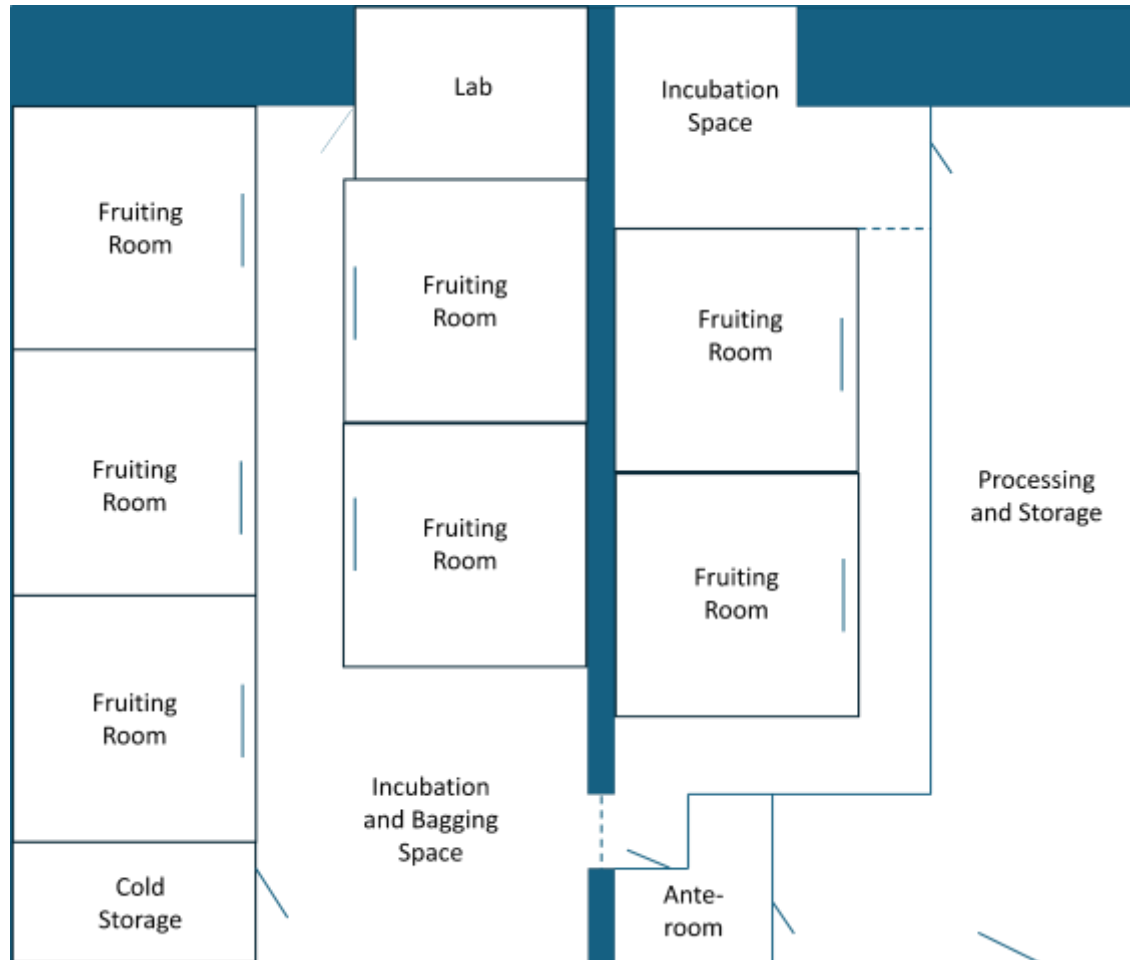 Lab
Incubation
Space
Fruiting
Room
Fruiting
Room
Fruiting
Room
Fruiting
Room
Fruiting
Room
Processing
and Storage
Fruiting
Room
Fruiting
Room
Incubation
and Bagging
Space
Cold
Storage
Ante-
room